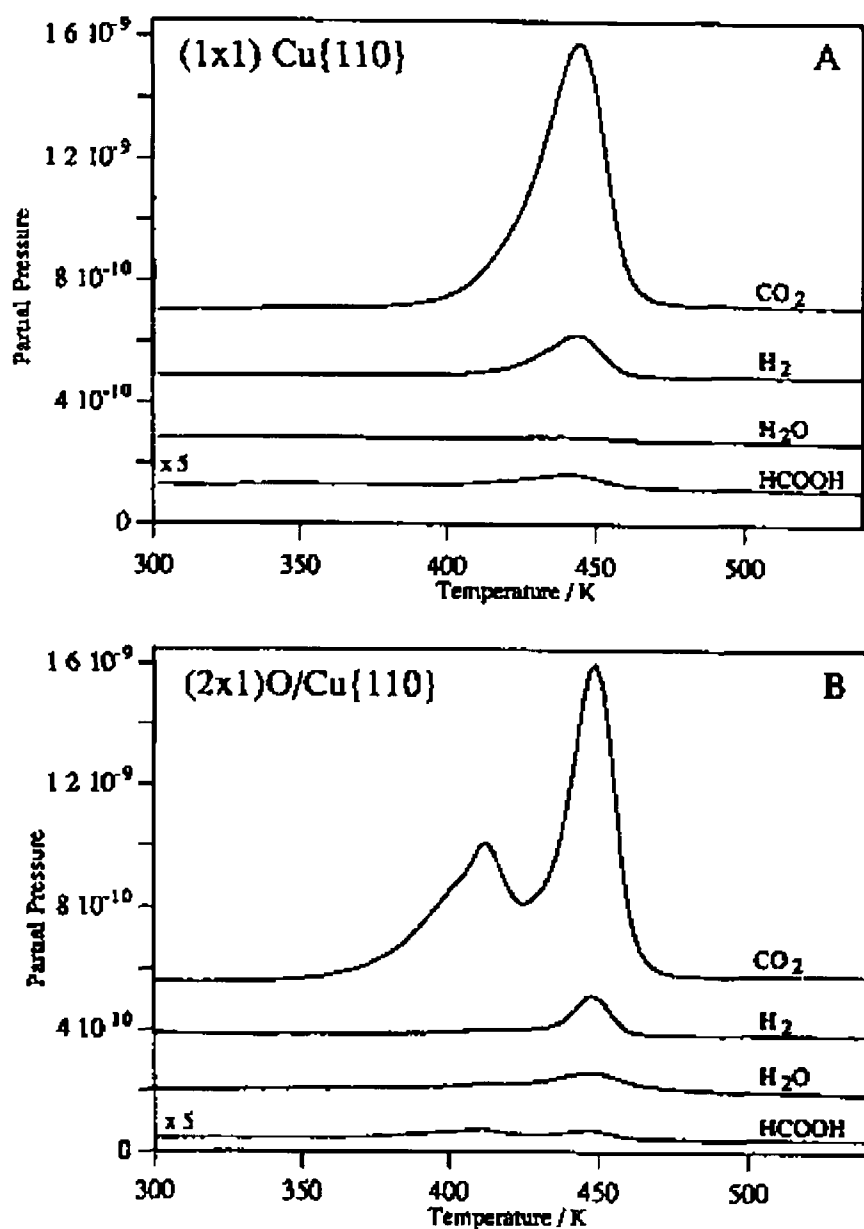 (1x1) Cu{110}
A
16 10-9
12 10-9
8 10-10
4 10-10
0
Partial Pressure
CO2
H2
H2O
x 5
HCOOH
300 350 400 450 500
Temperature / K
(2x1)O/Cu{110}
B
16 10-9
12 10-9
8 10-10
4 10-10
0
Partial Pressure
CO2
H2
H2O
x 5
HCOOH
300 350 400 450 500
Temperature / K